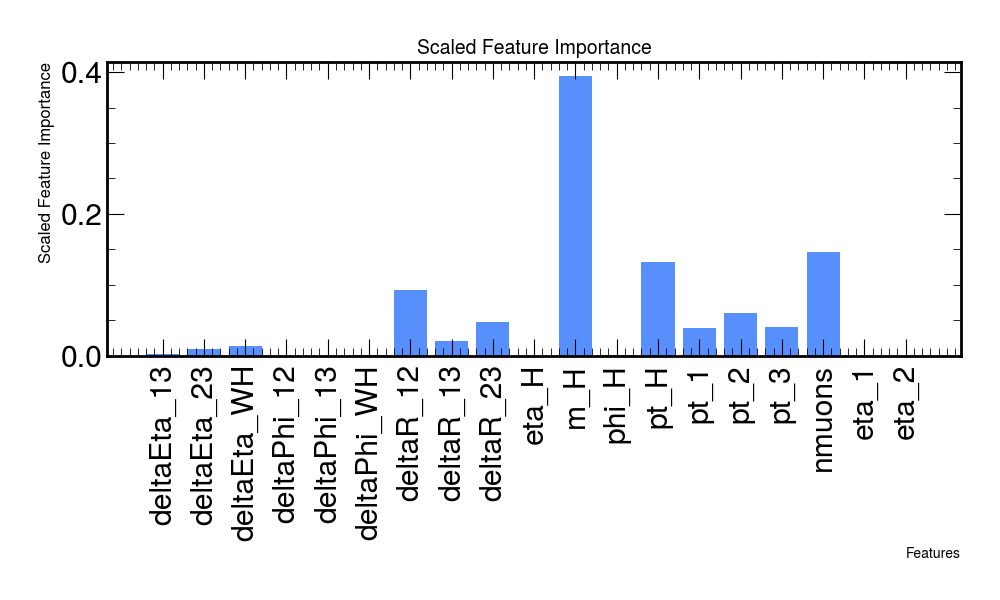 Scaled Feature Importance
Scaled Feature Importance
0.4
0.2
0.0
deltaEta_13
deltaEta_23
deltaEta_WH
deltaPhi_12
deltaPhi_13
deltaPhi_WH
deltaR_12
deltaR_13
deltaR_23
eta_H
m_H
phi_H
pt_H
pt_1
pt_2
pt_3
nmuons
eta_1
eta_2
Features